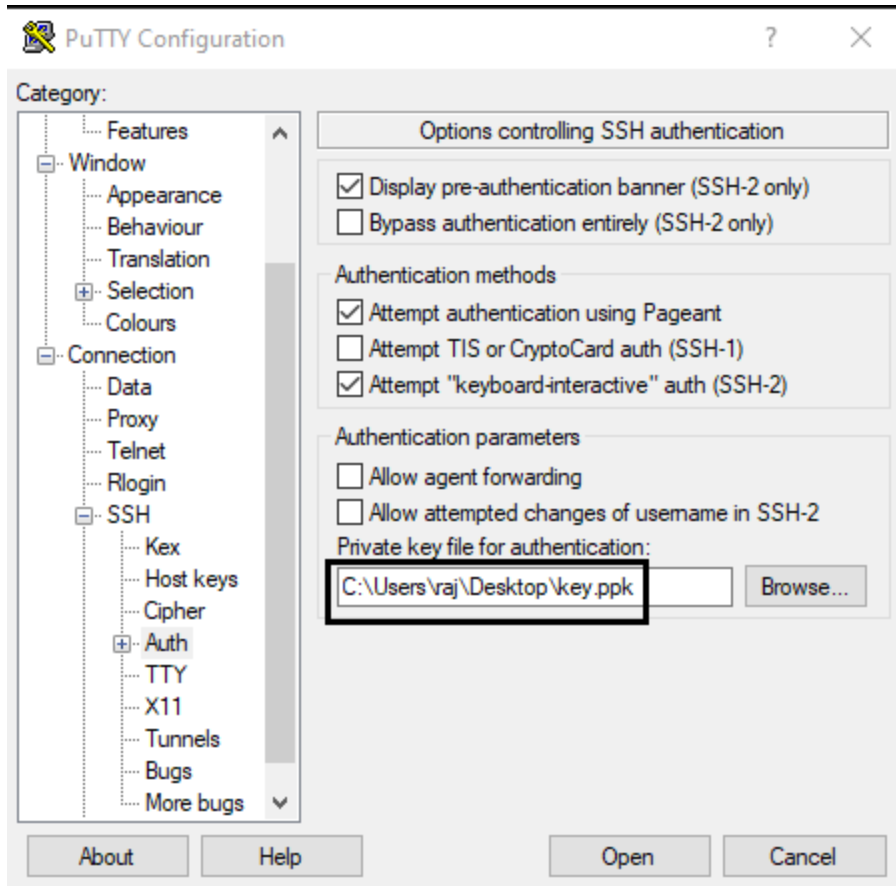 PuTTY Configuration
?
Category:
Features
Window
Appearance
Behaviour
Translation
Selection
Colours
Connection
Data
Proxy
Telnet
Rlogin
SSH
Kex
Host keys
Cipher
Auth
TTY
X11
Tunnels
Bugs
More bugs
Options controlling SSH authentication
Display pre-authentication banner (SSH-2 only)
Bypass authentication entirely (SSH-2 only)
Authentication methods
Attempt authentication using Pageant
Attempt TIS or CryptoCard auth (SSH-1)
Attempt "keyboard-interactive" auth (SSH-2)
Authentication parameters
Allow agent forwarding
Allow attempted changes of username in SSH-2
Private key file for authentication:
C:\Users\raj\Desktop\key.ppk
Browse...
About
Help
Open
Cancel